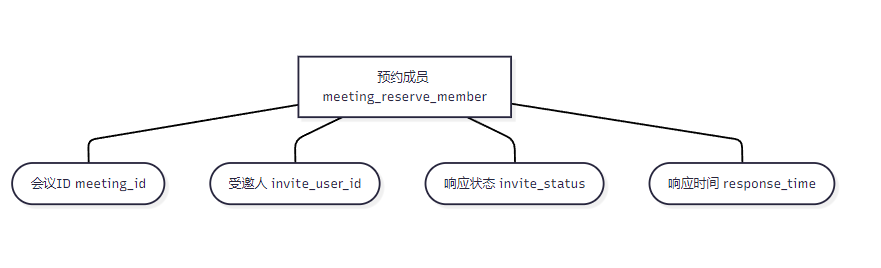 预约成员
meeting_reserve_member
会议ID meeting_id
受邀人 invite_user_id
响应状态 invite_status
响应时间 response_time